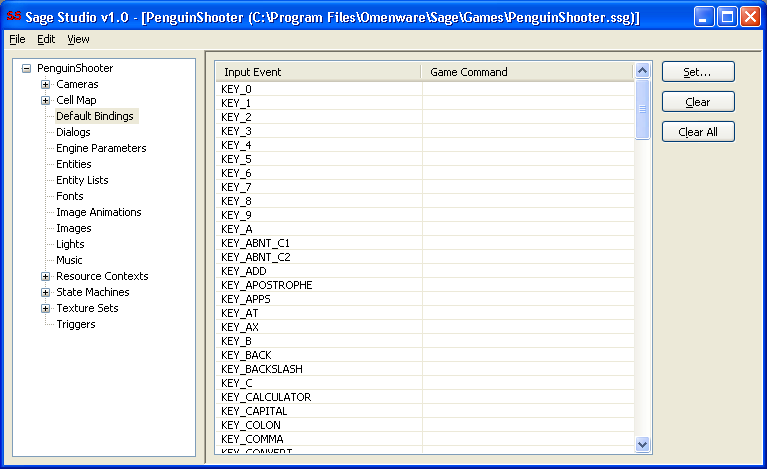 SS Sage Studio v1.0 - [PenguinShooter (C:\Program Files\Omenware\Sage\Games\PenguinShooter.ssg)]
File Edit View
PenguinShooter
Cameras
Cell Map
Default Bindings
Dialogs
Engine Parameters
Entities
Entity Lists
Fonts
Image Animations
Images
Lights
Music
Resource Contexts
State Machines
Texture Sets
Triggers
Input Event Game Command
KEY_0
KEY_1
KEY_2
KEY_3
KEY_4
KEY_5
KEY_6
KEY_7
KEY_8
KEY_9
KEY_A
KEY_ABNT_C1
KEY_ABNT_C2
KEY_ADD
KEY_APOSTROPHE
KEY_APPS
KEY_AT
KEY_AX
KEY_B
KEY_BACK
KEY_BACKSLASH
KEY_C
KEY_CALCULATOR
KEY_CAPITAL
KEY_COLON
KEY_COMMA
KEY_CONVERT
Set...
Clear
Clear All